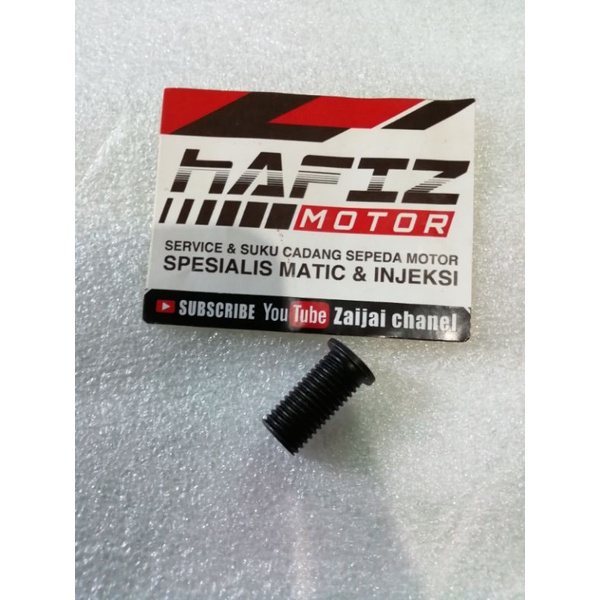 HAFIZ
MOTOR
SERVICE & SUKU CADANG SEPEDA MOTOR
SPESIALIS MATIC & INJEKSI
SUBSCRIBE YouTube Zaijai chanel